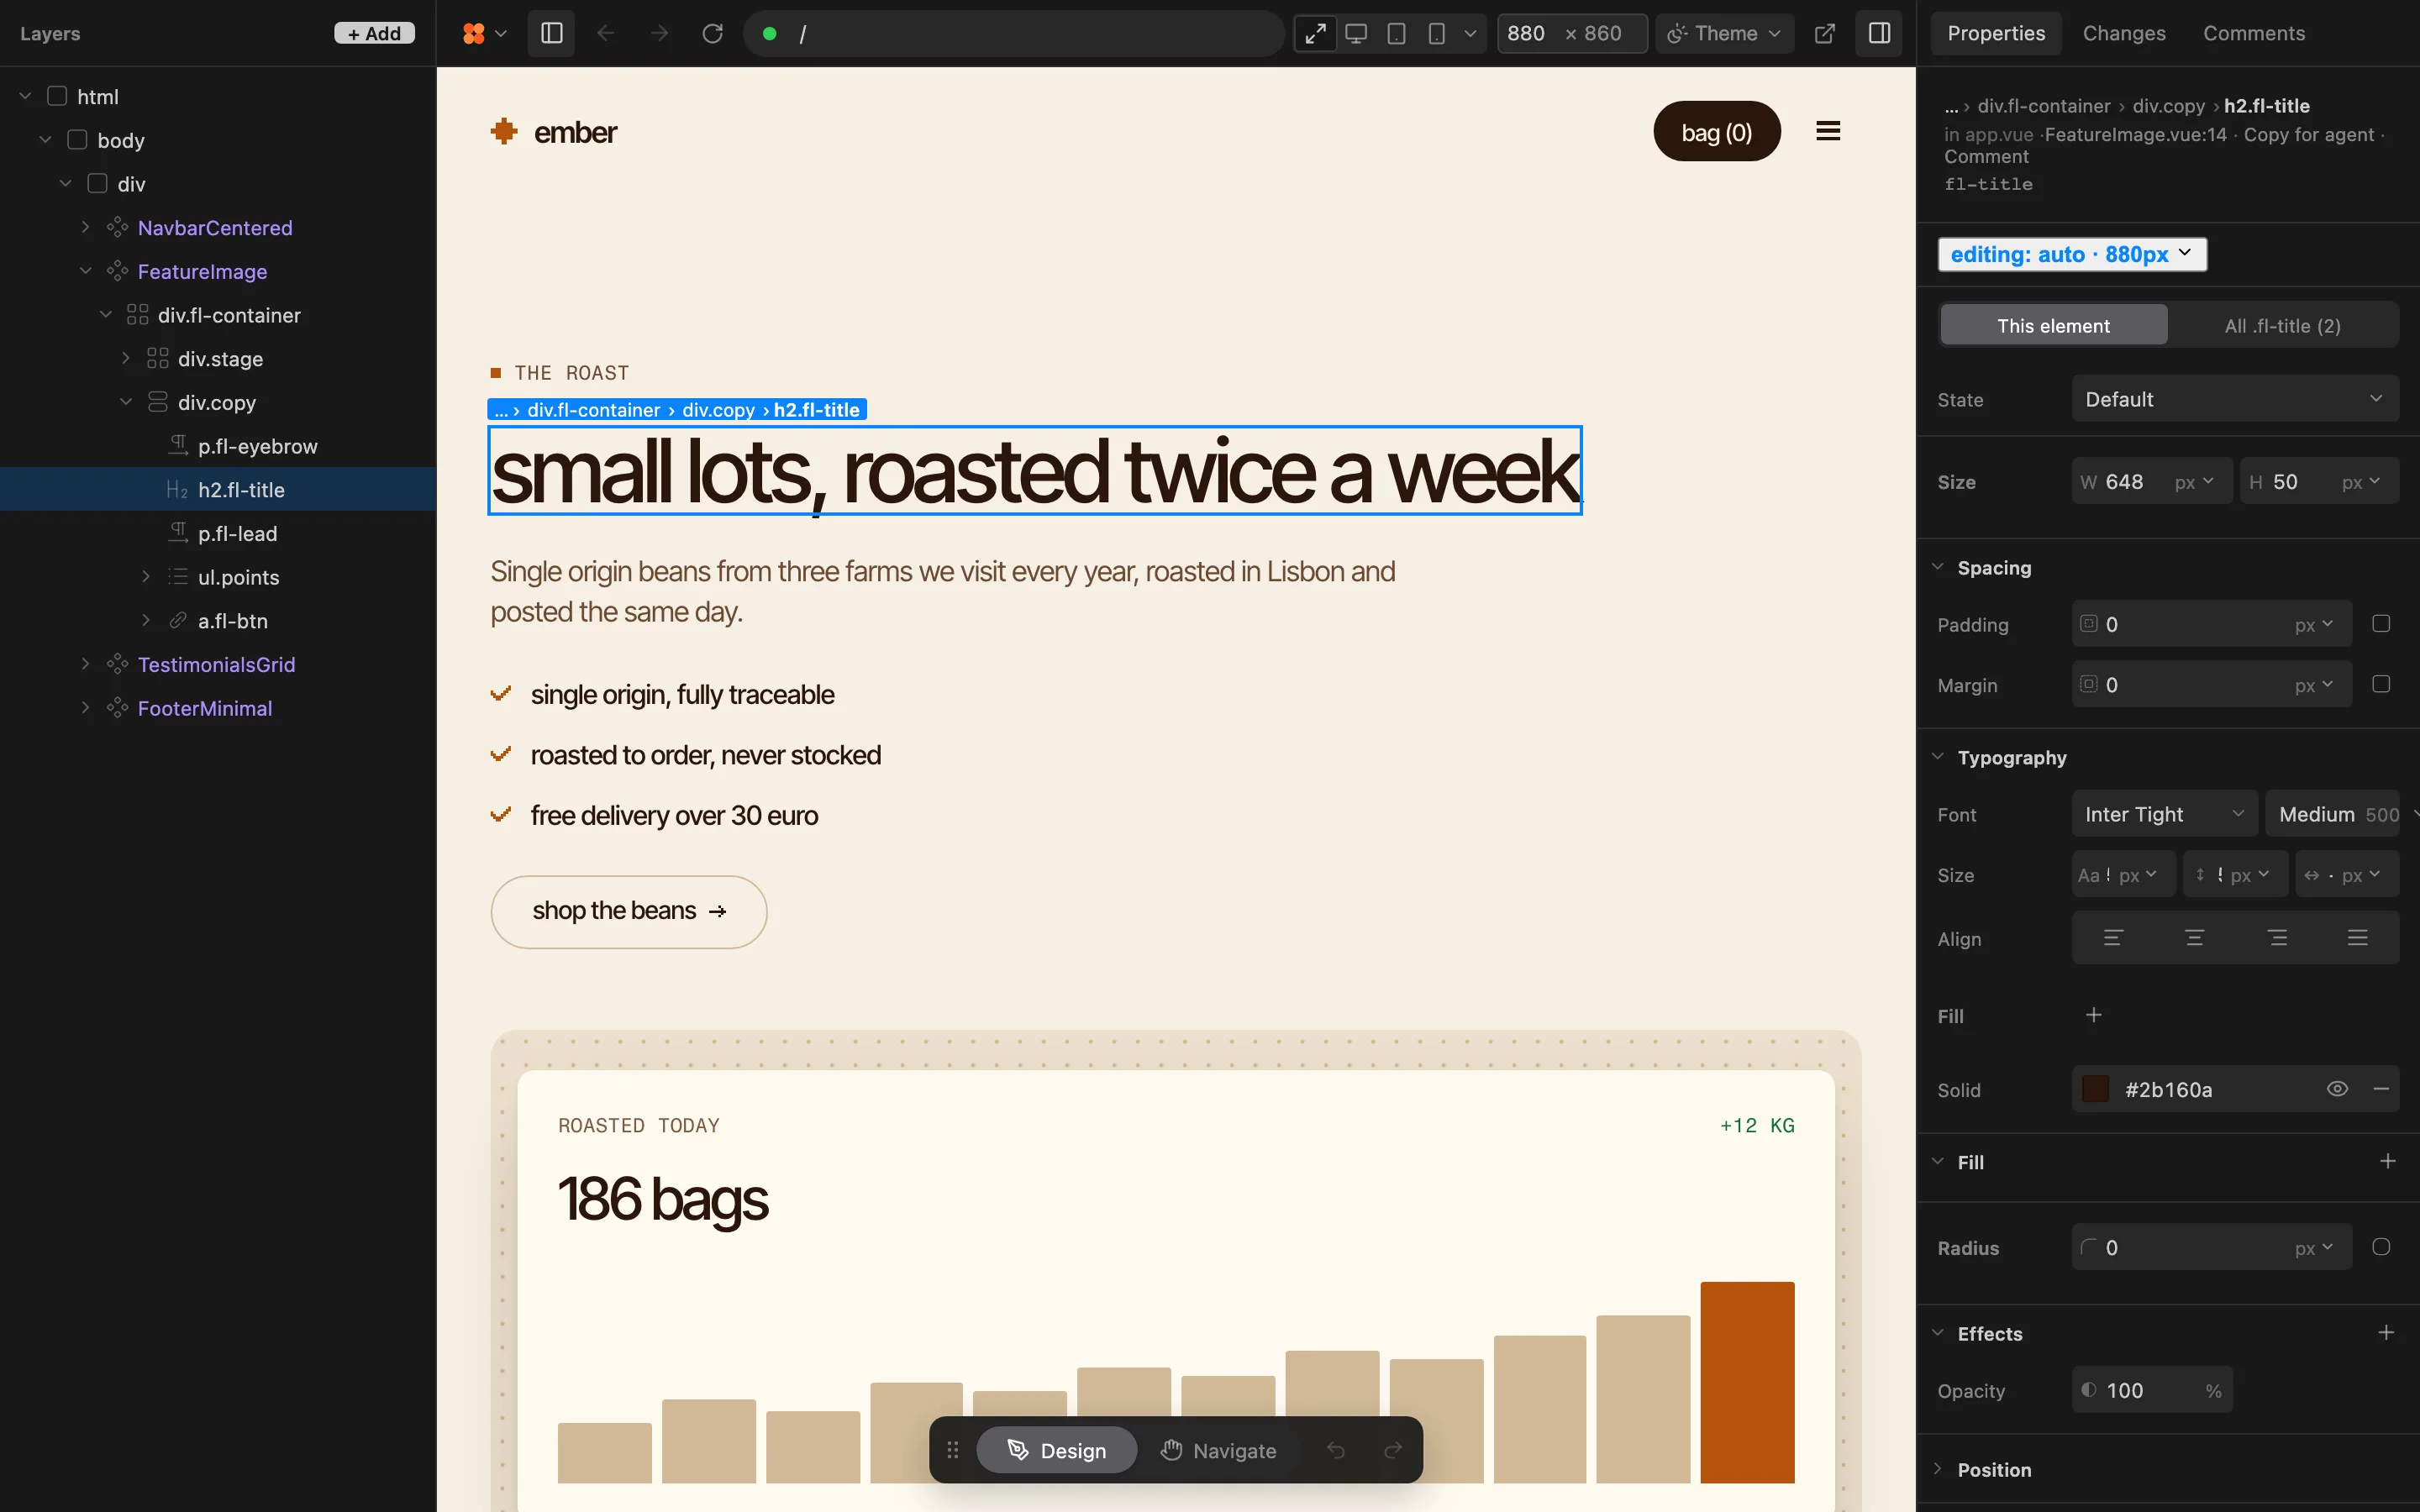 Layers
+ Add
/
880 × 860
Theme
Properties
Changes
Comments
html
body
div
NavbarCentered
FeatureImage
div.fl-container
div.stage
div.copy
p.fl-eyebrow
H2 h2.fl-title
p.fl-lead
ul.points
a.fl-btn
TestimonialsGrid
FooterMinimal
ember
bag (0)
THE ROAST
... › div.fl-container › div.copy › h2.fl-title
small lots, roasted twice a week
Single origin beans from three farms we visit every year, roasted in Lisbon and
posted the same day.
single origin, fully traceable
roasted to order, never stocked
free delivery over 30 euro
shop the beans →
ROASTED TODAY
+12 KG
186 bags
Design
Navigate
... › div.fl-container › div.copy › h2.fl-title
in app.vue ·FeatureImage.vue:14 · Copy for agent ·
Comment
fl-title
editing: auto · 880px
This element
All .fl-title (2)
State
Default
Size
W 648 px
H 50 px
Spacing
Padding
0 px
Margin
0 px
Typography
Font
Inter Tight
Medium 500
Size
Aa px
px
px
Align
Fill
Solid
#2b160a
Fill
Radius
0 px
Effects
Opacity
100 %
Position